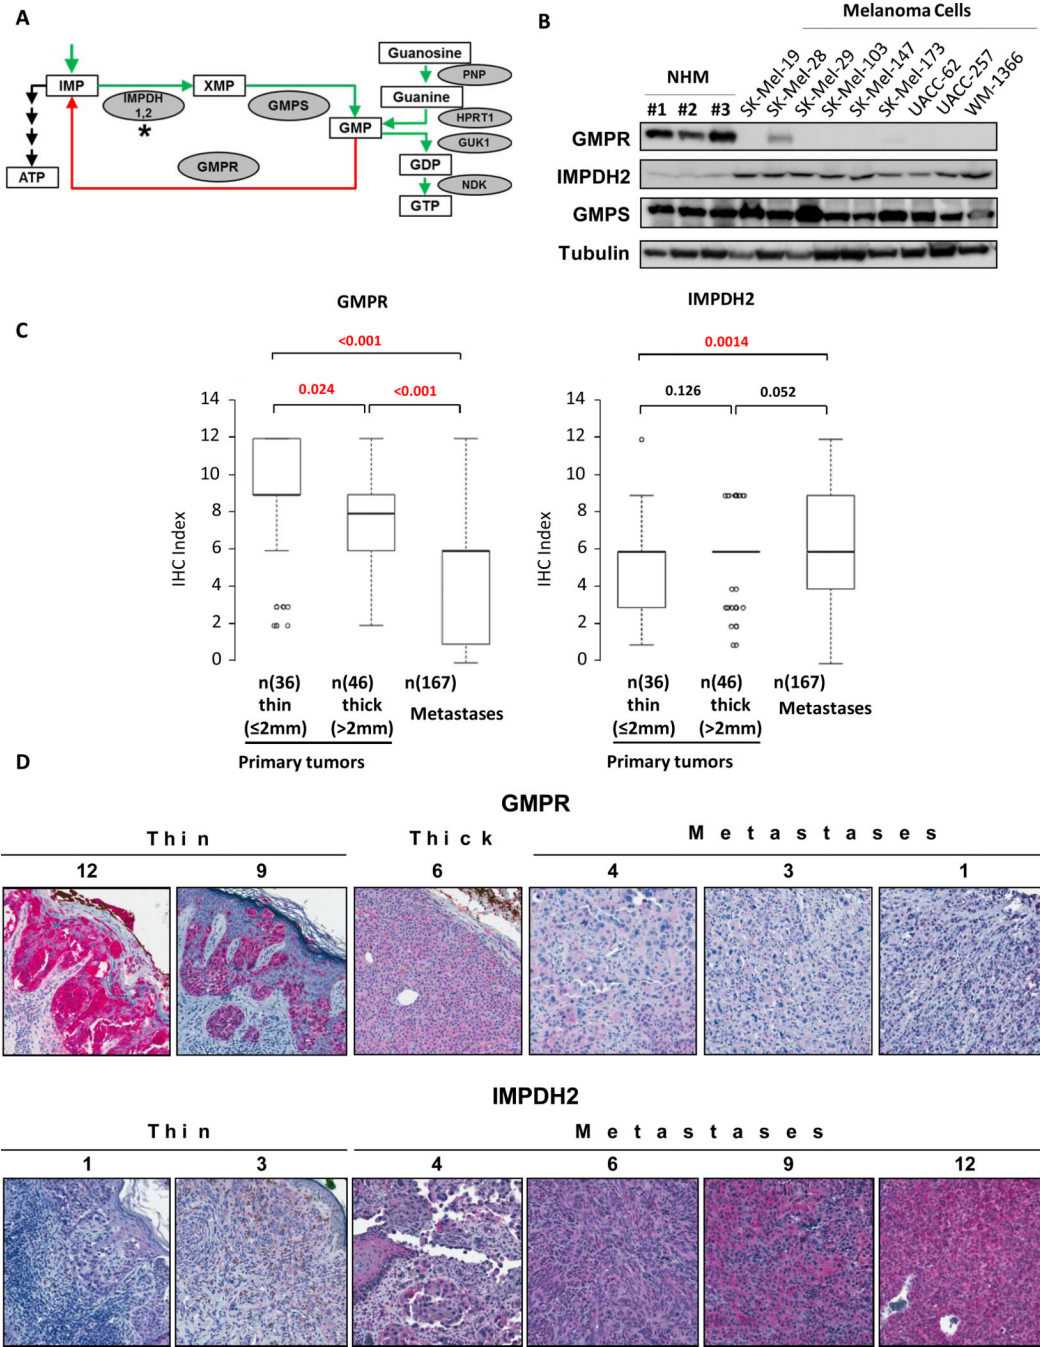 A
IMP
IMPDH
1,2
*
XMP
GMPS
GMP
GMPR
ATP
Guanosine
PNP
Guanine
HPRT1
GUK1
GDP
NDK
GTP
B
Melanoma Cells
NHM
#1 #2 #3
SK-Mel-19
SK-Mel-28
SK-Mel-29
SK-Mel-103
SK-Mel-147
SK-Mel-173
UACC-62
UACC-257
WM-1366
GMPR
IMPDH2
GMPS
Tubulin
C
GMPR
<0.001
0.024 <0.001
IHC Index
14
12
10
8
6
4
2
0
n(36) n(46) n(167)
thin thick Metastases
(≤2mm) (>2mm)
Primary tumors
IMPDH2
0.0014
0.126 0.052
IHC Index
14
12
10
8
6
4
2
0
n(36) n(46) n(167)
thin thick Metastases
(≤2mm) (>2mm)
Primary tumors
D
GMPR
Thin Thick Metastases
12 9 6 4 3 1
IMPDH2
Thin Metastases
1 3 4 6 9 12